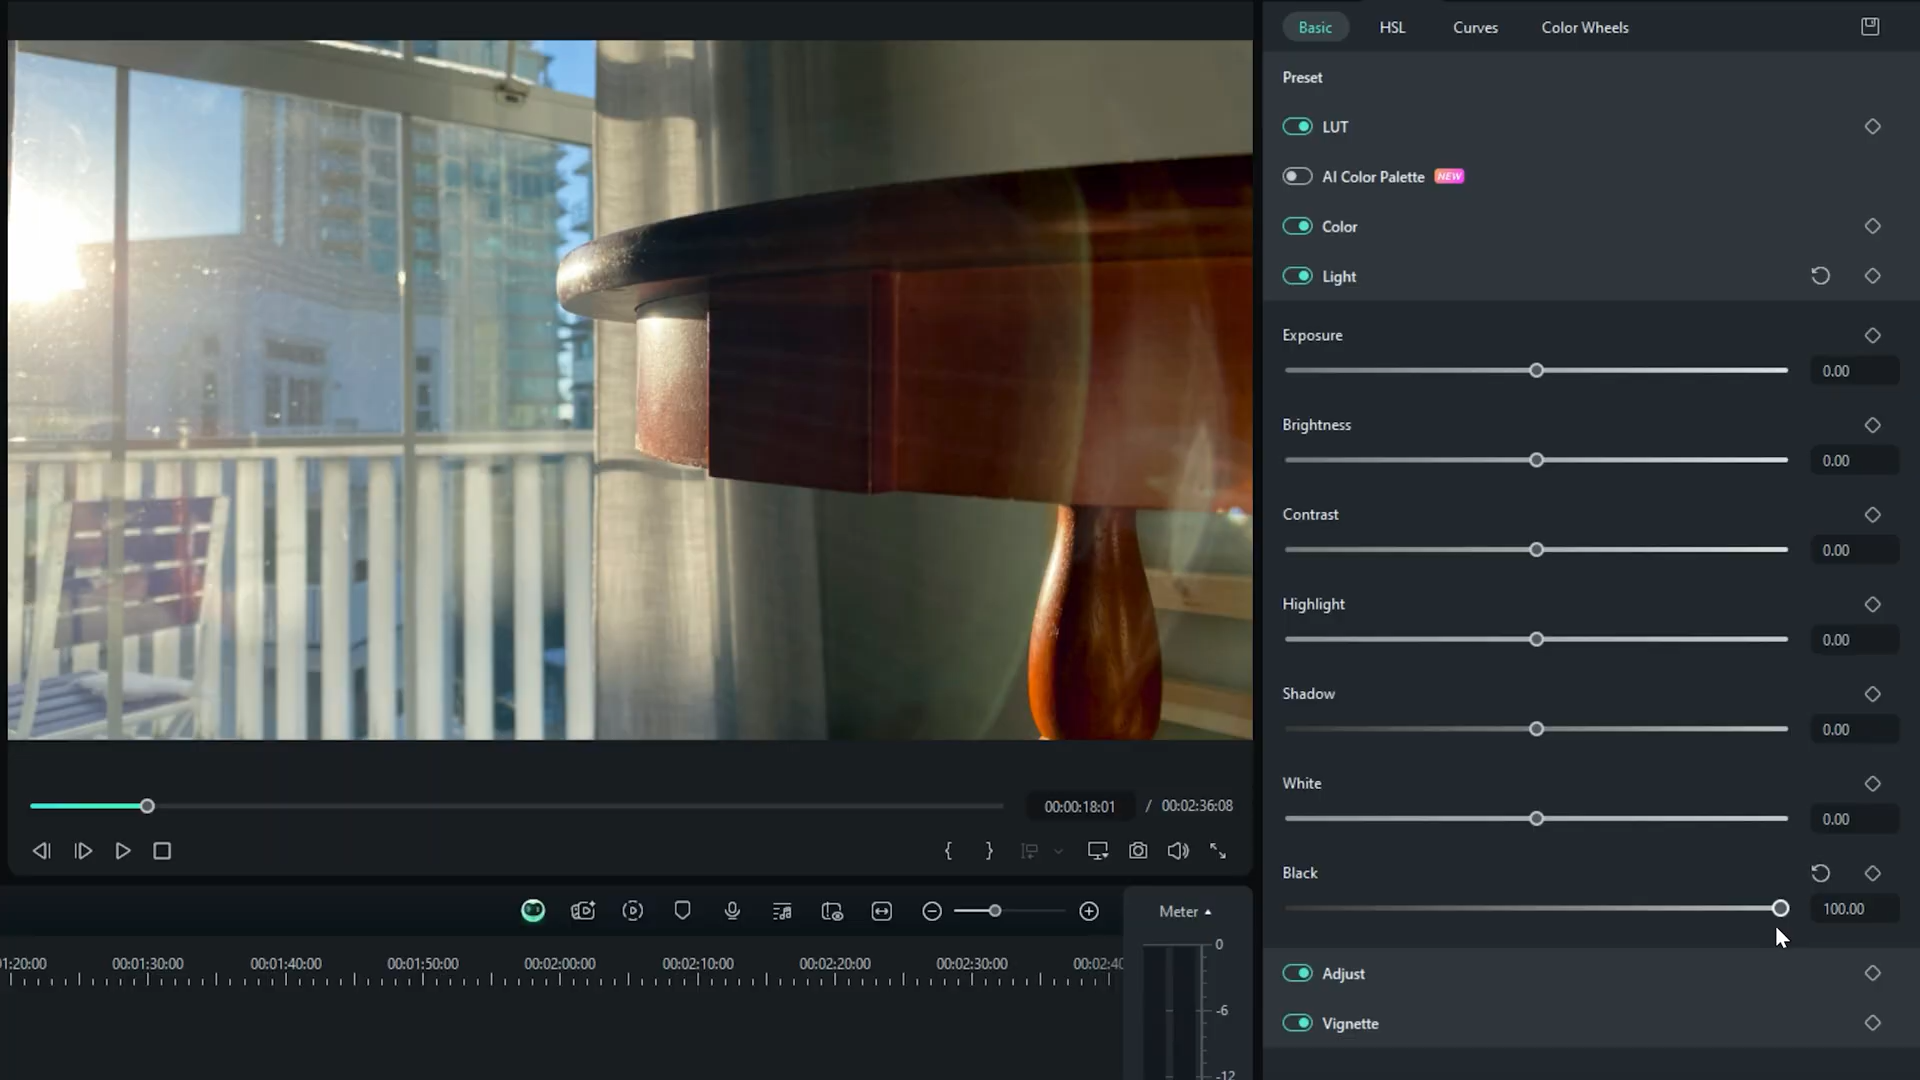 Basic HSL Curves Color Wheels
Preset
LUT
AI Color Palette NEW
Color
Light
Exposure
0.00
Brightness
0.00
Contrast
0.00
Highlight
0.00
Shadow
0.00
White
0.00
Black
100.00
Adjust
Vignette
00:00:18:01 / 00:02:36:08
Meter
01:20:00 00:01:30:00 00:01:40:00 00:01:50:00 00:02:00:00 00:02:10:00 00:02:20:00 00:02:30:00 00:02:40
0
-6
-12